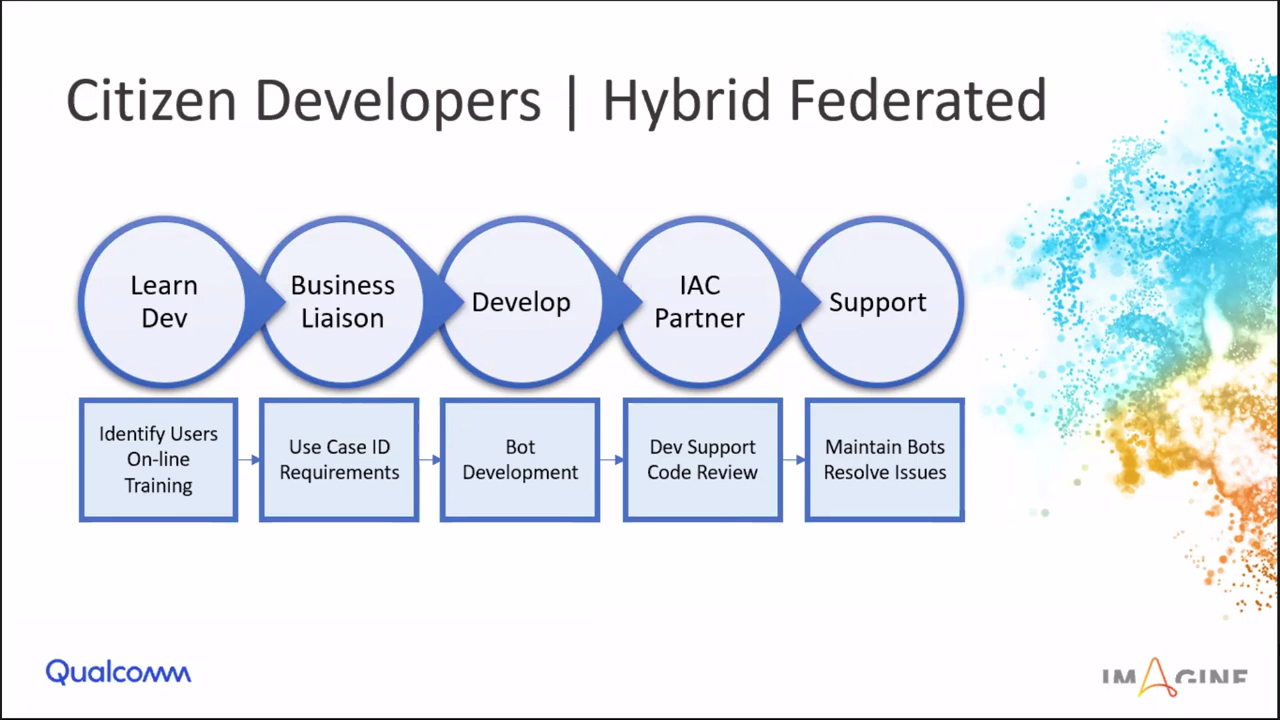 Citizen Developers | Hybrid Federated
Learn
Dev
Business
Liaison
Develop
IAC
Partner
Support
Identify Users
On-line
Training
Use Case ID
Requirements
Bot
Development
Dev Support
Code Review
Maintain Bots
Resolve Issues
Qualcomm
IMAGINE